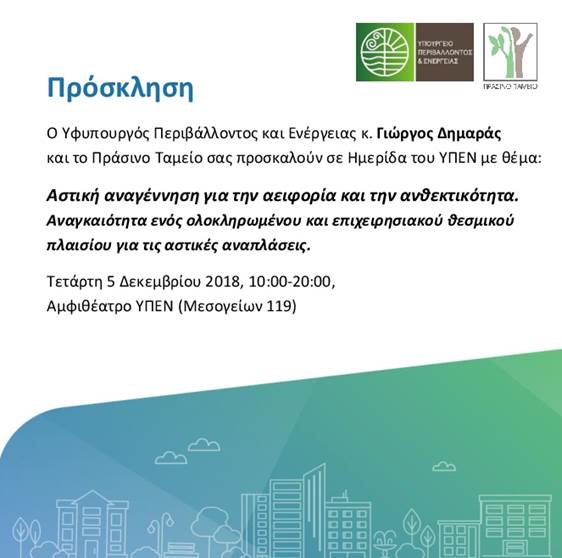 ΥΠΟΥΡΓΕΙΟ
ΠΕΡΙΒΑΛΛΟΝΤΟΣ
& ΕΝΕΡΓΕΙΑΣ
ΠΡΑΣΙΝΟ ΤΑΜΕΙΟ
Πρόσκληση
Ο Υφυπουργός Περιβάλλοντος και Ενέργειας κ. Γιώργος Δημαράς
και το Πράσινο Ταμείο σας προσκαλούν σε Ημερίδα του ΥΠΕΝ με θέμα:
Αστική αναγέννηση για την αειφορία και την ανθεκτικότητα.
Αναγκαιότητα ενός ολοκληρωμένου και επιχειρησιακού θεσμικού
πλαισίου για τις αστικές αναπλάσεις.
Τετάρτη 5 Δεκεμβρίου 2018, 10:00-20:00,
Αμφιθέατρο ΥΠΕΝ (Μεσογείων 119)